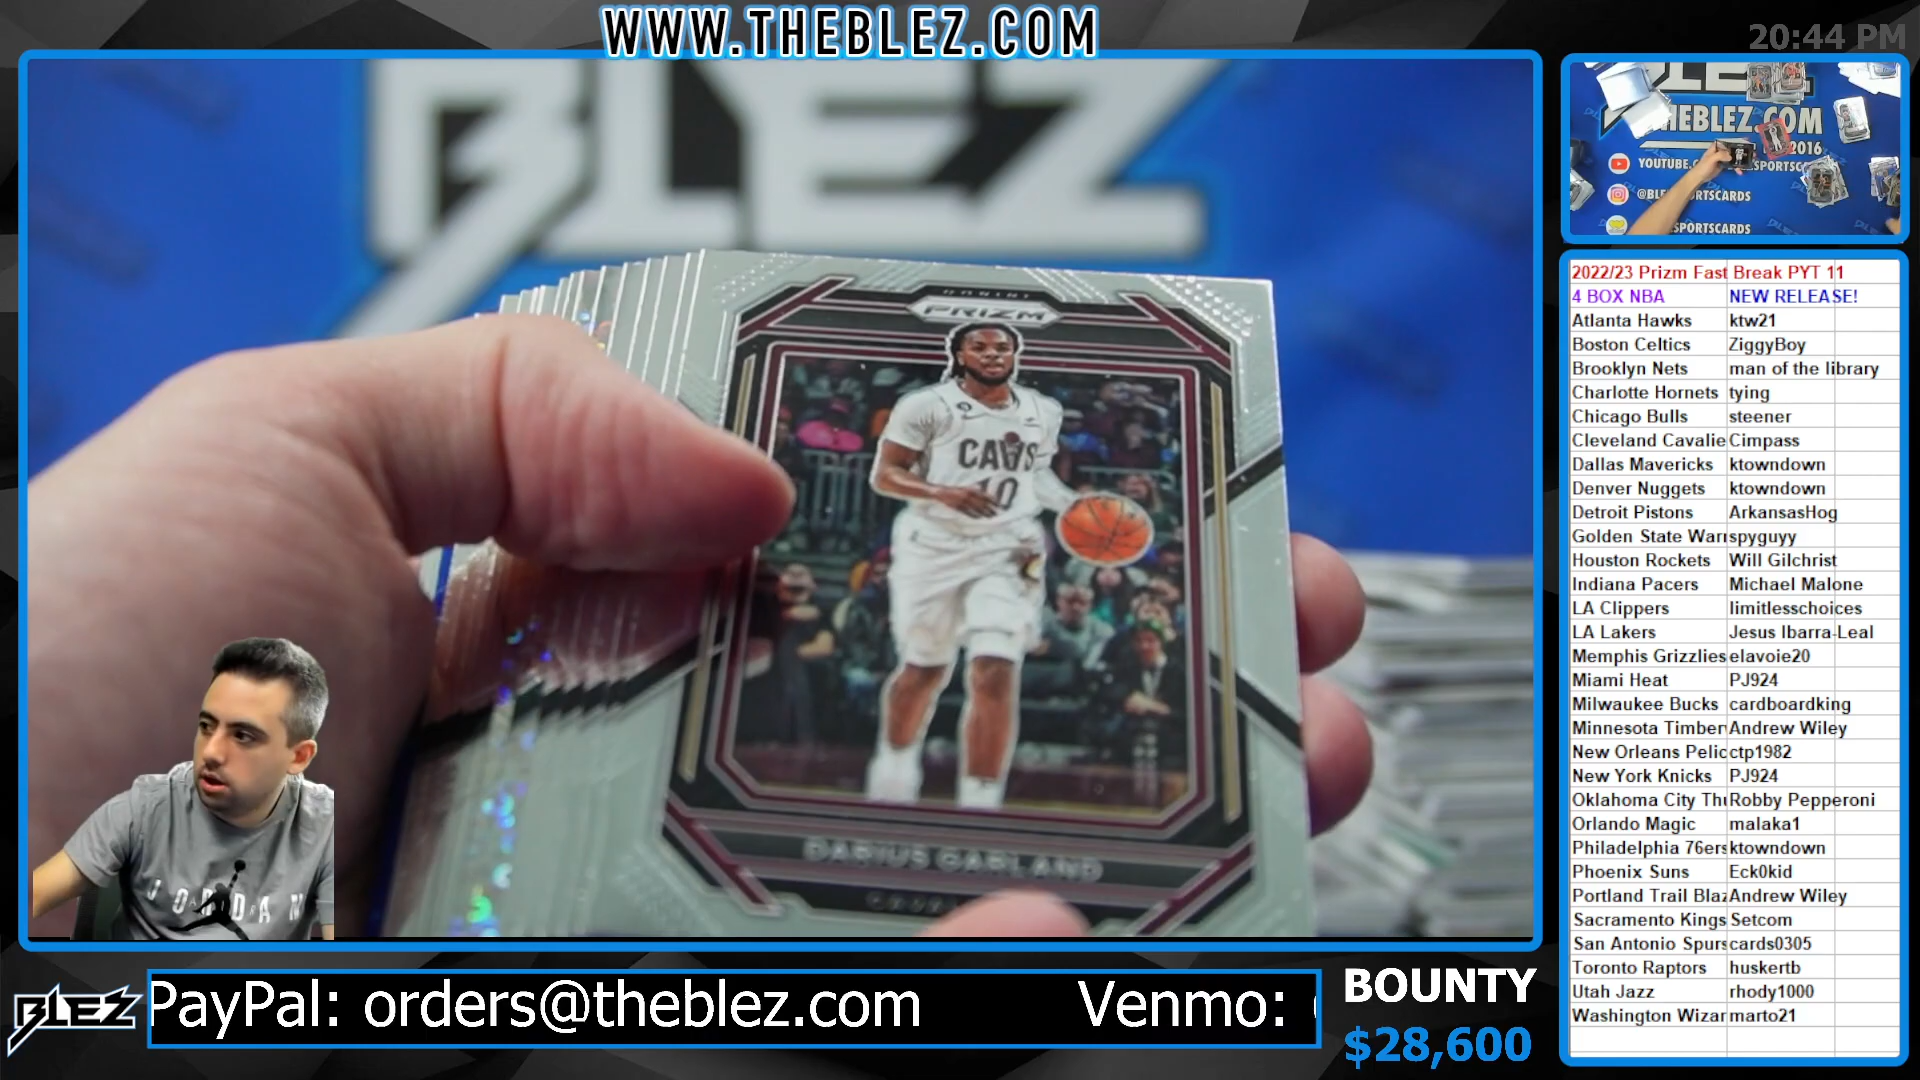 WWW.THEBLEZ.COM
20:44 PM
BLEZ
PANINI
PRIZM
CAVS
10
DARIUS GARLAND
JORDAN
THEBLEZ.COM
2016
YOUTUBE.
SPORTSC
@BLE
ORTSCARDS
SPORTSCARDS
2022/23 Prizm Fast Break PYT 11
4 BOX NBA NEW RELEASE!
Atlanta Hawks ktw21
Boston Celtics ZiggyBoy
Brooklyn Nets man of the library
Charlotte Hornets tying
Chicago Bulls steener
Cleveland Cavalie Cimpass
Dallas Mavericks ktowndown
Denver Nuggets ktowndown
Detroit Pistons ArkansasHog
Golden State Warr spyguyy
Houston Rockets Will Gilchrist
Indiana Pacers Michael Malone
LA Clippers limitlesschoices
LA Lakers Jesus Ibarra-Leal
Memphis Grizzlies elavoie20
Miami Heat PJ924
Milwaukee Bucks cardboardking
Minnesota Timber Andrew Wiley
New Orleans Pelic ctp1982
New York Knicks PJ924
Oklahoma City Thu Robby Pepperoni
Orlando Magic malaka1
Philadelphia 76ers ktowndown
Phoenix Suns Eck0kid
Portland Trail Blaz Andrew Wiley
Sacramento Kings Setcom
San Antonio Spurs cards0305
Toronto Raptors huskertb
Utah Jazz rhody1000
Washington Wizar marto21
BLEZ
PayPal: orders@theblez.com Venmo:
BOUNTY
$28,600